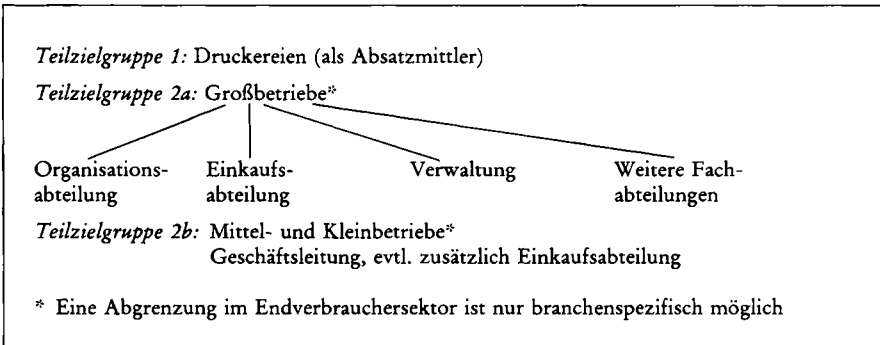 Teilzielgruppe 1: Druckereien (als Absatzmittler)
Teilzielgruppe 2a: Großbetriebe*
Organisations- Einkaufs- Verwaltung Weitere Fach-
abteilung abteilung abteilungen
Teilzielgruppe 2b: Mittel- und Kleinbetriebe*
Geschäftsleitung, evtl. zusätzlich Einkaufsabteilung
* Eine Abgrenzung im Endverbrauchersektor ist nur branchenspezifisch möglich